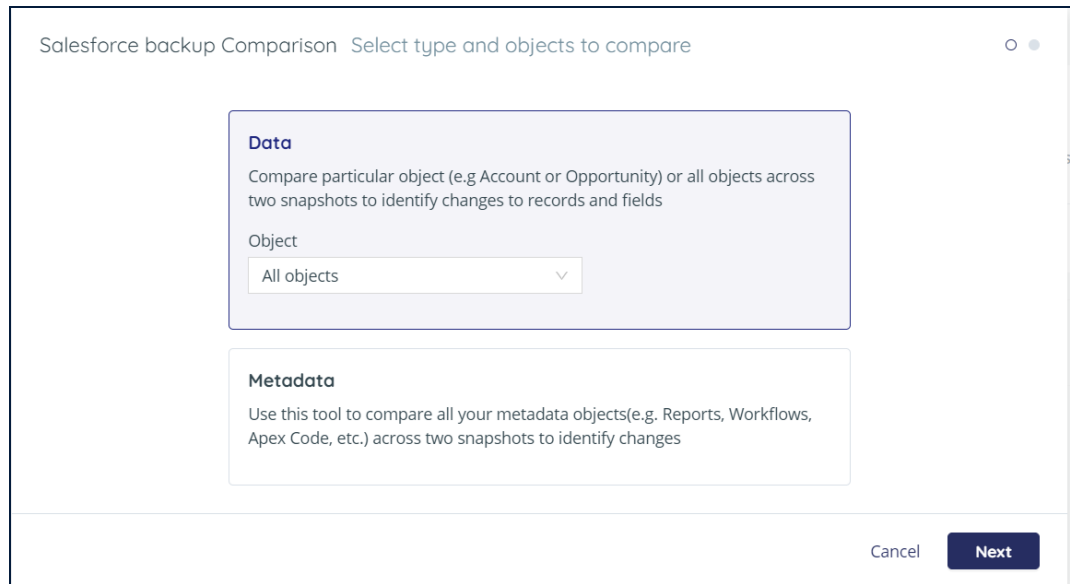 Salesforce backup Comparison Select type and objects to compare
Data
Compare particular object (e.g Account or Opportunity) or all objects across
two snapshots to identify changes to records and fields
Object
All objects
Metadata
Use this tool to compare all your metadata objects(e.g. Reports, Workflows,
Apex Code, etc.) across two snapshots to identify changes
Cancel Next